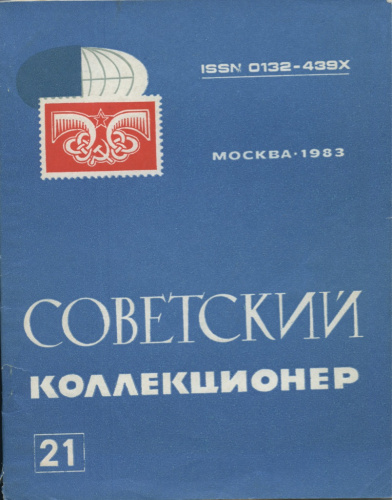 ISSN 0132-439X
МОСКВА·1983
СОВЕТСКИЙ
КОЛЛЕКЦИОНЕР
21